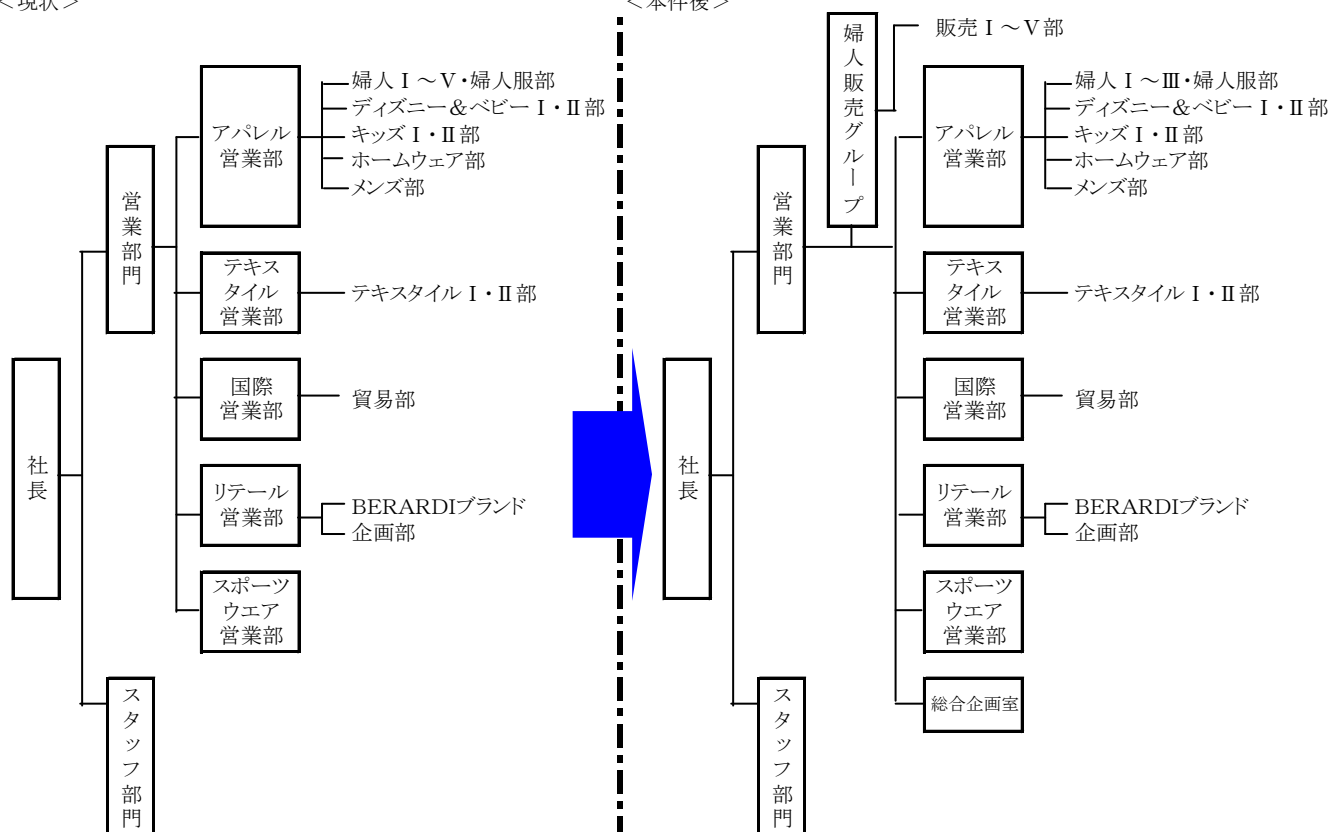 <現状>
婦人Ⅰ～Ⅴ・婦人服部
ディズニー&ベビーⅠ・Ⅱ部
アパレル
営業部
キッズⅠ・Ⅱ部
ホームウェア部
メンズ部
営業部門
テキス
タイル
営業部
テキスタイルⅠ・Ⅱ部
国際
営業部
貿易部
社長
リテール
営業部
BERARDIブランド
企画部
スポーツ
ウエア
営業部
スタッフ部門
<本件後>
婦人販売グループ
販売Ⅰ～Ⅴ部
婦人Ⅰ～Ⅲ・婦人服部
ディズニー&ベビーⅠ・Ⅱ部
アパレル
営業部
キッズⅠ・Ⅱ部
ホームウェア部
メンズ部
営業部門
テキス
タイル
営業部
テキスタイルⅠ・Ⅱ部
国際
営業部
貿易部
社長
リテール
営業部
BERARDIブランド
企画部
スポーツ
ウエア
営業部
総合企画室
スタッフ部門